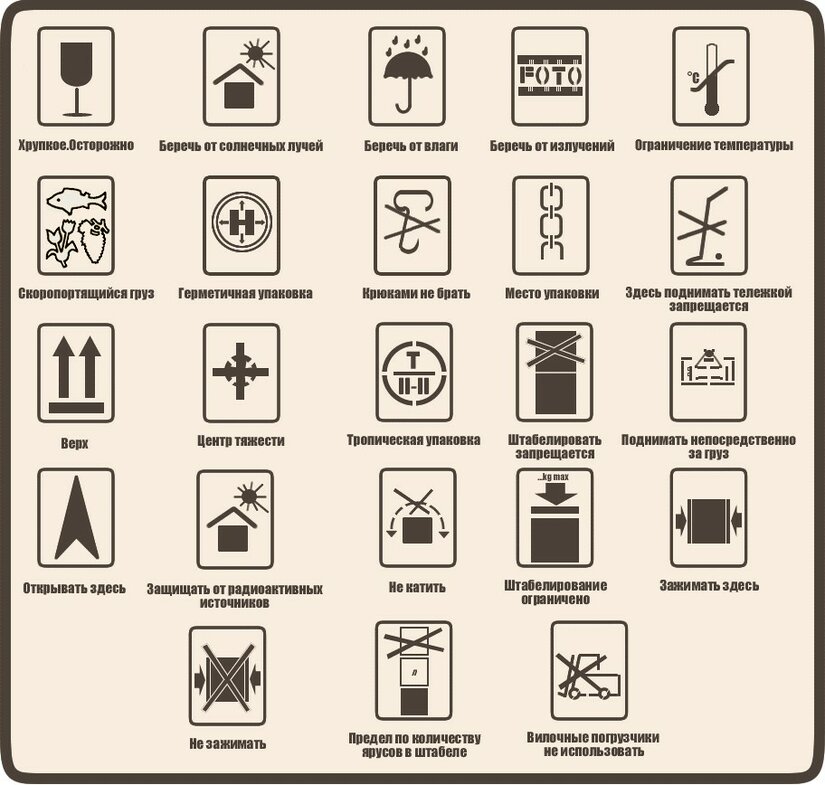 FOTO
°C
Хрупкое.Осторожно
Беречь от солнечных лучей
Беречь от влаги
Беречь от излучений
Ограничение температуры
Н
Скоропортящийся груз
Герметичная упаковка
Крюками не брать
Место упаковки
Здесь поднимать тележкой
запрещается
Т
II-II
Верх
Центр тяжести
Тропическая упаковка
Штабелировать
запрещается
Поднимать непосредственно
за груз
...kg max
Открывать здесь
Защищать от радиоактивных
источников
Не катить
Штабелирование
ограничено
Зажимать здесь
п
Не зажимать
Предел по количеству
ярусов в штабеле
Вилочные погрузчики
не использовать